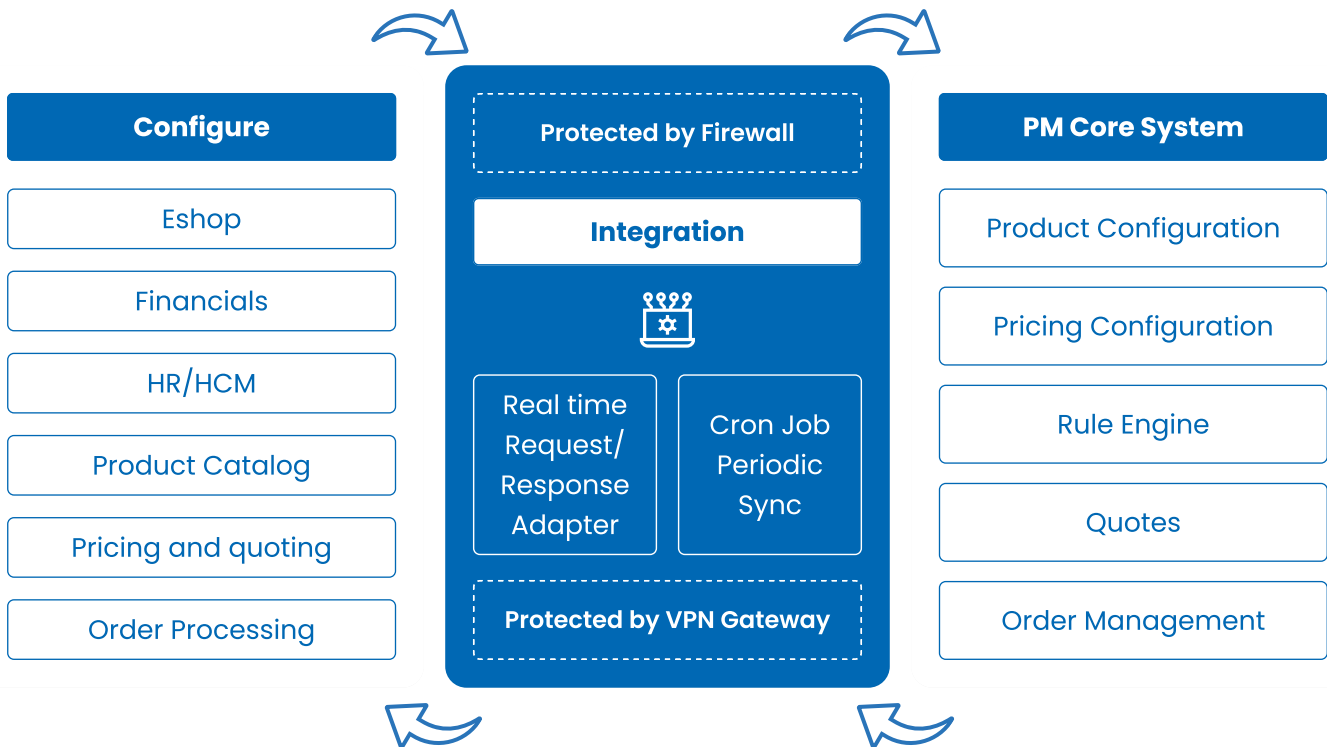 Configure
Eshop
Financials
HR/HCM
Product Catalog
Pricing and quoting
Order Processing
Protected by Firewall
Integration
Real time
Request/
Response
Adapter
Cron Job
Periodic
Sync
Protected by VPN Gateway
PM Core System
Product Configuration
Pricing Configuration
Rule Engine
Quotes
Order Management